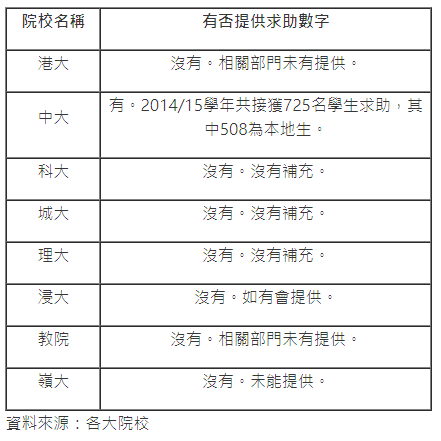 院校名稱 有否提供求助數字
港大 沒有。相關部門未有提供。
中大 有。2014/15學年共接獲725名學生求助，其
中508為本地生。
科大 沒有。沒有補充。
城大 沒有。沒有補充。
理大 沒有。沒有補充。
浸大 沒有。如有會提供。
教院 沒有。相關部門未有提供。
嶺大 沒有。未能提供。
資料來源：各大院校